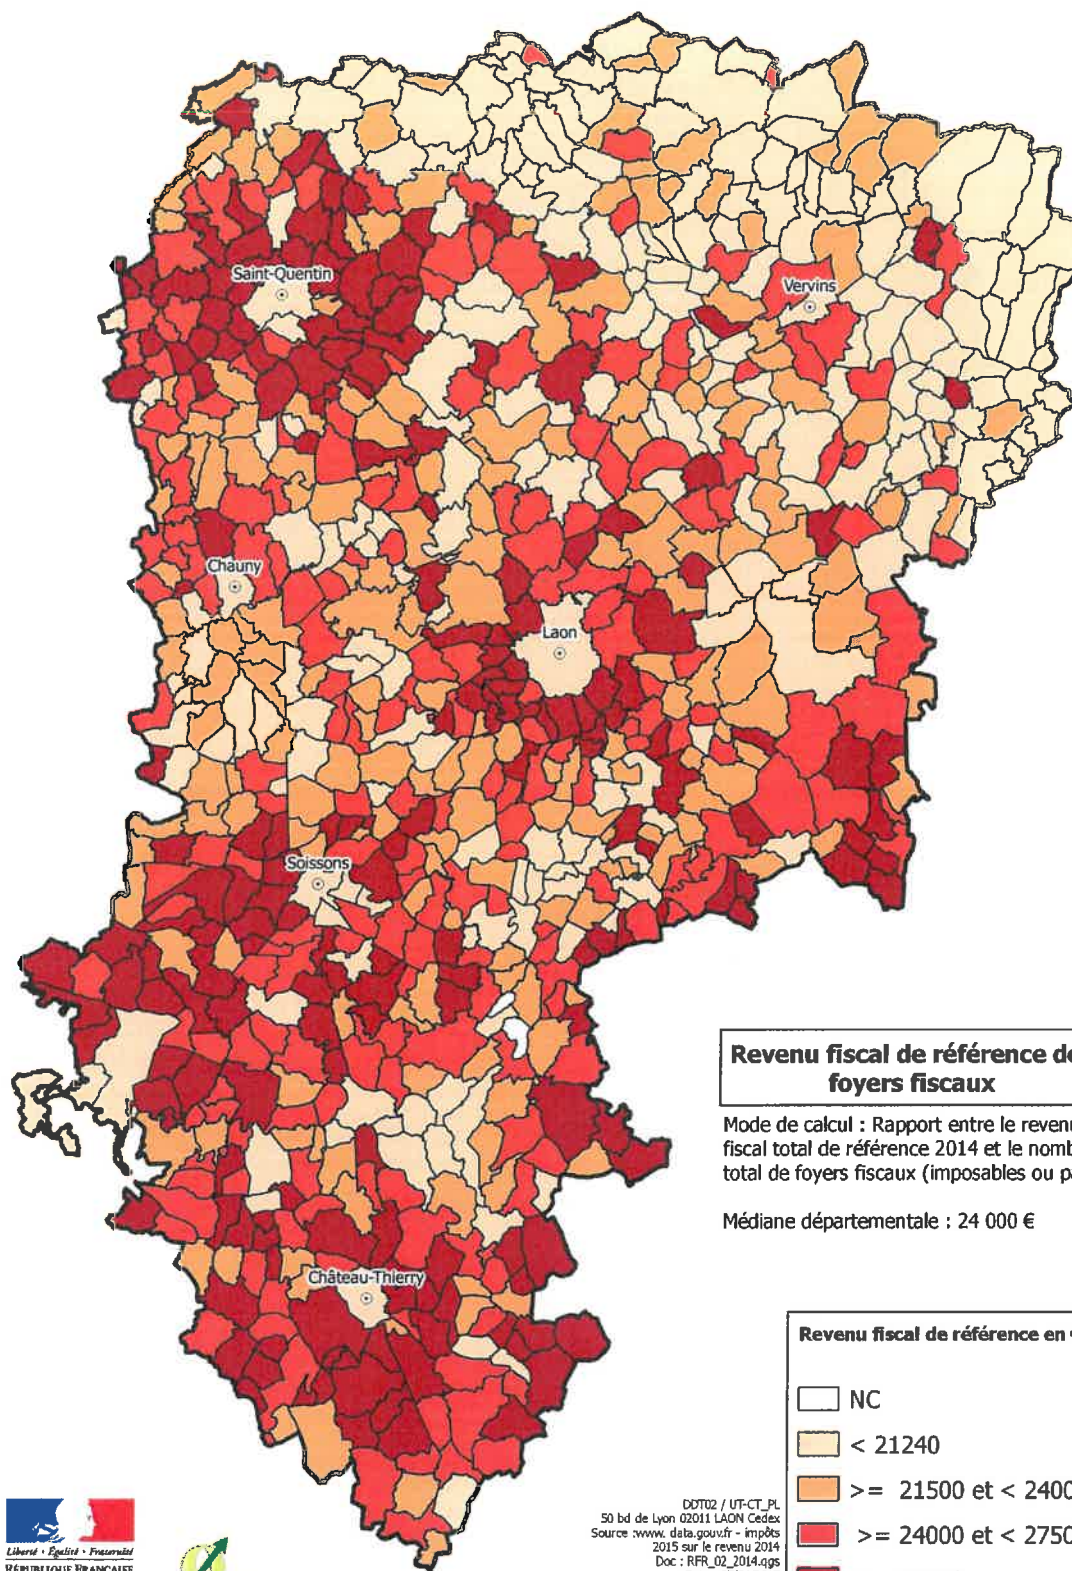 Saint-Quentin
Vervins
Chauny
Laon
Soissons
Château-Thierry
Revenu fiscal de référence de
foyers fiscaux
Mode de calcul : Rapport entre le revenu
fiscal total de référence 2014 et le nomb
total de foyers fiscaux (imposables ou pa
Médiane départementale : 24 000 €
Revenu fiscal de référence en
NC
< 21240
>= 21500 et < 2400
>= 24000 et < 2750
DDT02 / UT-CT_PL
50 bd de Lyon 02011 LAON Cedex
Source :www. data.gouv.fr - impôts
2015 sur le revenu 2014
Doc : RFR_02_2014.qgs
Liberté • Égalité • Fraternité
RÉPUBLIQUE FRANÇAISE